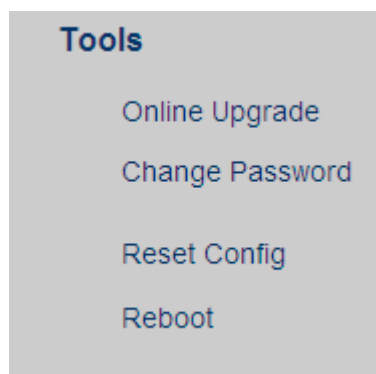 Tools
Online Upgrade
Change Password
Reset Config
Reboot